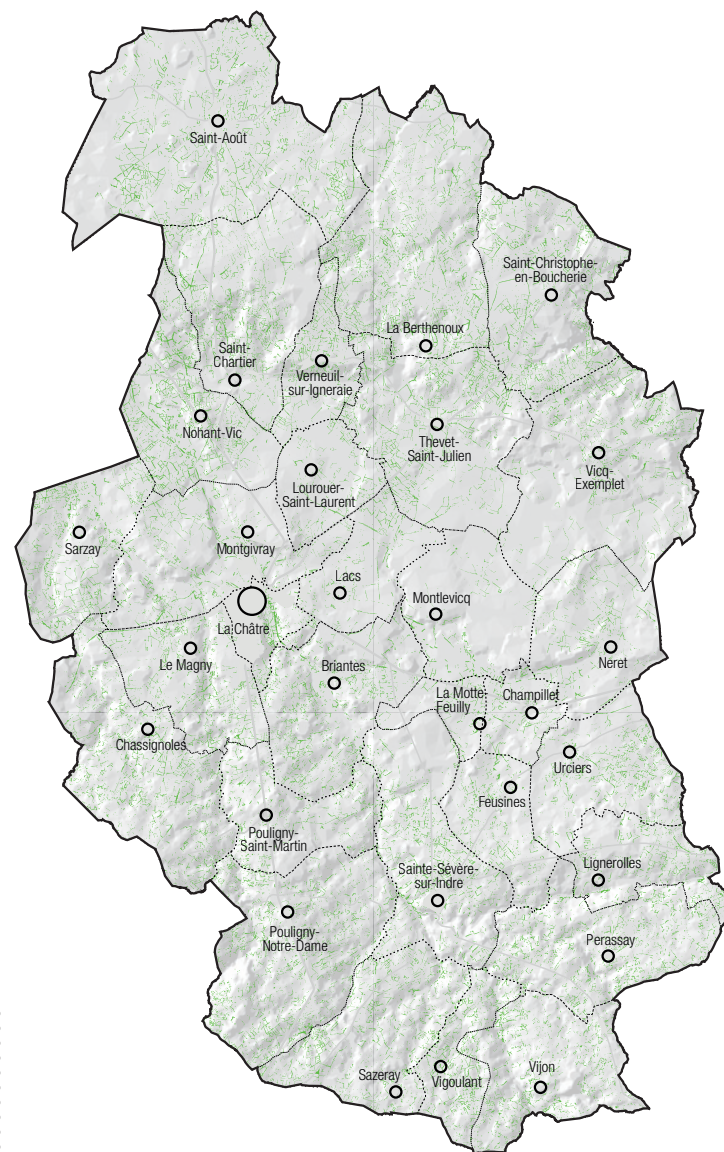 Saint-Août
Saint-Christophe-
en-Boucherie
La Berthenoux
Saint-
Chartier
Verneuil-
sur-Igneraie
Nohant-Vic
Thevet-
Saint-Julien
Vicq-
Exemplet
Lourouer-
Saint-Laurent
Sarzay
Montgivray
Lacs
Montlevicq
La Châtre
Le Magny
Briantes
Néret
La Motte-
Feuilly
Champillet
Chassignoles
Urciers
Feusines
Pouligny-
Saint-Martin
Sainte-Sévère-
sur-Indre
Lignerolles
Pouligny-
Notre-Dame
Perassay
Sazeray
Vigoulant
Vijon